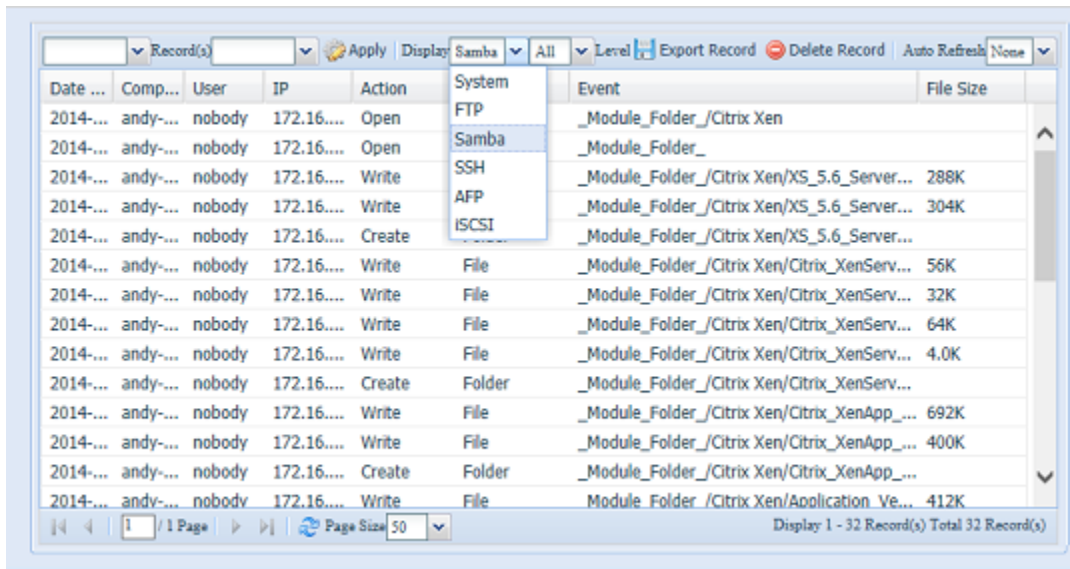 Record(s) Apply Display Samba All Level Export Record Delete Record Auto Refresh None
Date ... Comp... User IP Action Event File Size
System
FTP
Samba
SSH
AFP
iSCSI
2014-... andy-... nobody 172.16.... Open _Module_Folder_/Citrix Xen
2014-... andy-... nobody 172.16.... Open _Module_Folder_
2014-... andy-... nobody 172.16.... Write _Module_Folder_/Citrix Xen/XS_5.6_Server... 288K
2014-... andy-... nobody 172.16.... Write _Module_Folder_/Citrix Xen/XS_5.6_Server... 304K
2014-... andy-... nobody 172.16.... Create _Module_Folder_/Citrix Xen/XS_5.6_Server...
2014-... andy-... nobody 172.16.... Write File _Module_Folder_/Citrix Xen/Citrix_XenServ... 56K
2014-... andy-... nobody 172.16.... Write File _Module_Folder_/Citrix Xen/Citrix_XenServ... 32K
2014-... andy-... nobody 172.16.... Write File _Module_Folder_/Citrix Xen/Citrix_XenServ... 64K
2014-... andy-... nobody 172.16.... Write File _Module_Folder_/Citrix Xen/Citrix_XenServ... 4.0K
2014-... andy-... nobody 172.16.... Create Folder _Module_Folder_/Citrix Xen/Citrix_XenServ...
2014-... andy-... nobody 172.16.... Write File _Module_Folder_/Citrix Xen/Citrix_XenApp_... 692K
2014-... andy-... nobody 172.16.... Write File _Module_Folder_/Citrix Xen/Citrix_XenApp_... 400K
2014-... andy-... nobody 172.16.... Create Folder _Module_Folder_/Citrix Xen/Citrix_XenApp_...
2014-... andy-... nobody 172.16.... Write File _Module_Folder_/Citrix Xen/Application_Ve... 412K
1 / 1 Page Page Size 50 Display 1 - 32 Record(s) Total 32 Record(s)